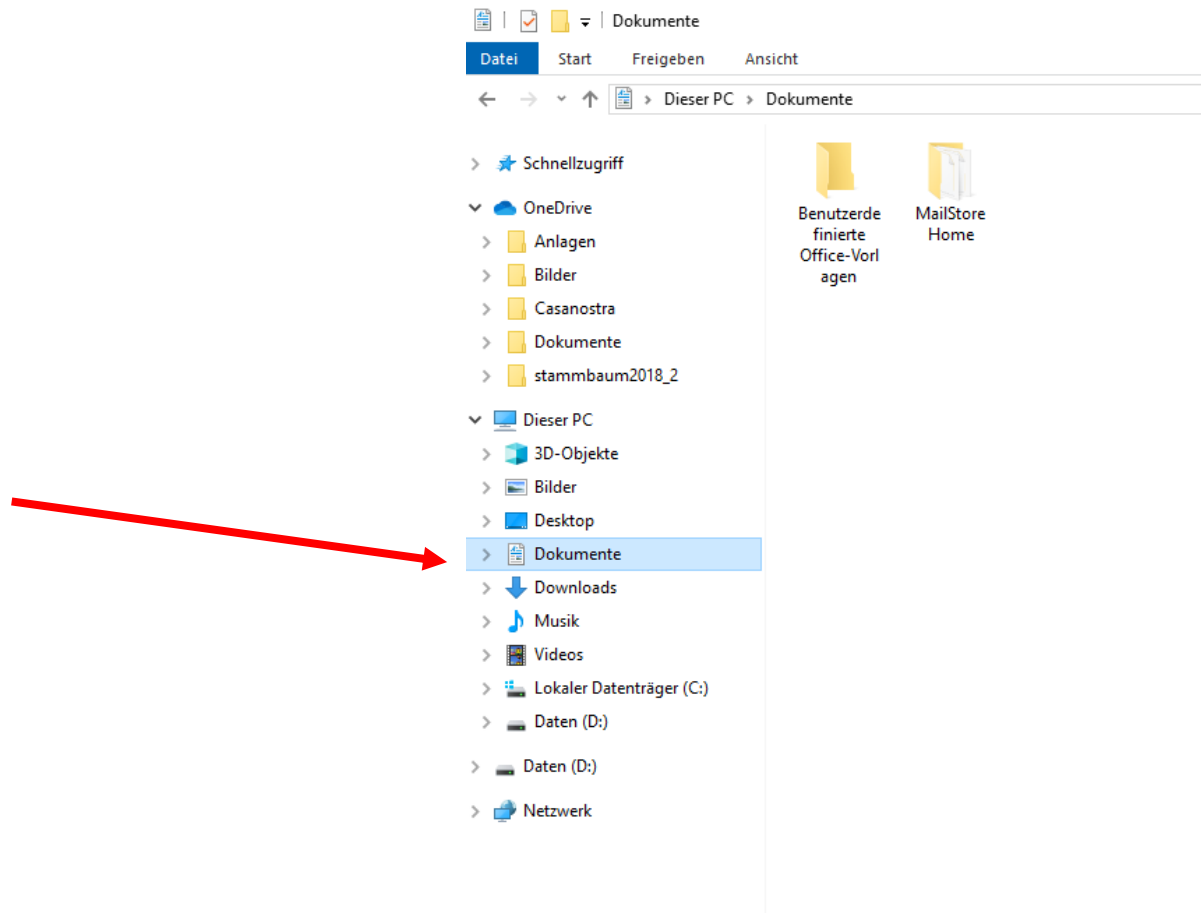 Dokumente
Datei Start Freigeben Ansicht
Dieser PC Dokumente
Schnellzugriff
OneDrive
Anlagen
Bilder
Casanostra
Dokumente
stammbaum2018_2
Dieser PC
3D-Objekte
Bilder
Desktop
Dokumente
Downloads
Musik
Videos
Lokaler Datenträger (C:)
Daten (D:)
Daten (D:)
Netzwerk
Benutzerde
finierte
Office-Vorl
agen
MailStore
Home